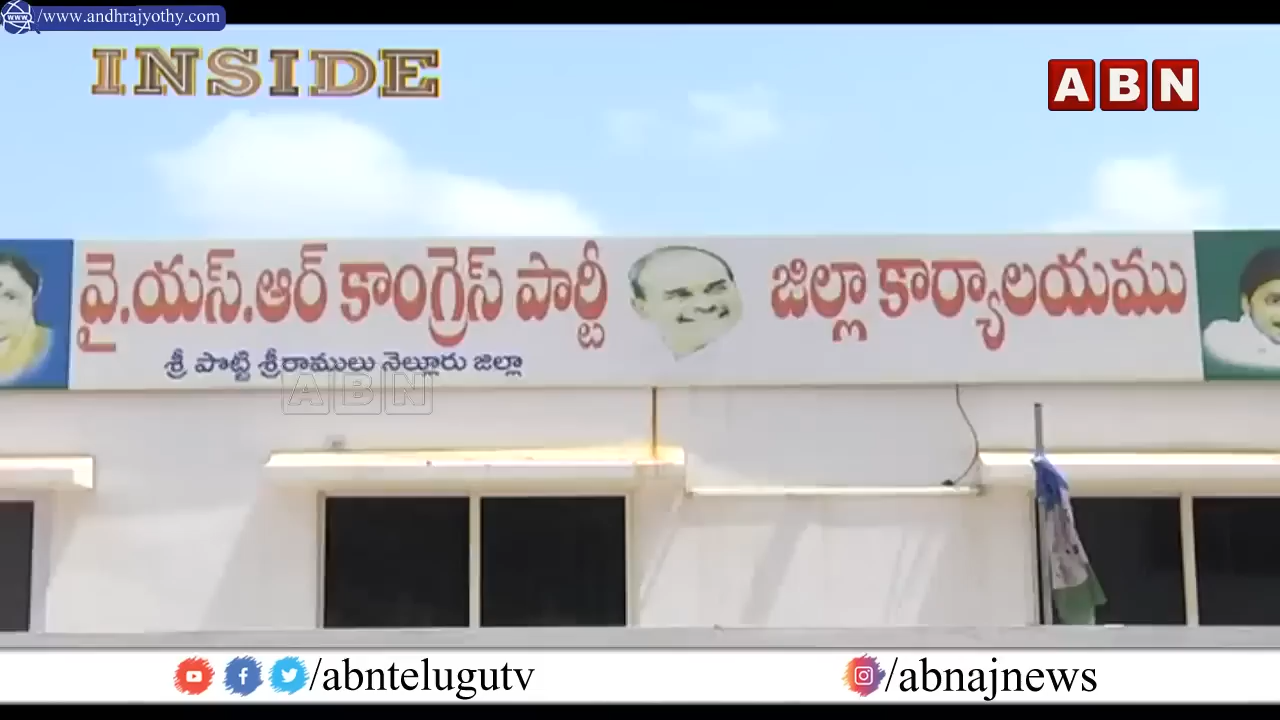 /www.andhrajyothy.com
INSIDE
ABN
వై.యస్.ఆర్ కాంగ్రెస్ పార్టీ జిల్లా కార్యాలయము
శ్రీ పొట్టి శ్రీరాములు నెల్లూరు జిల్లా
ABN
/abntelugutv
/abnajnews